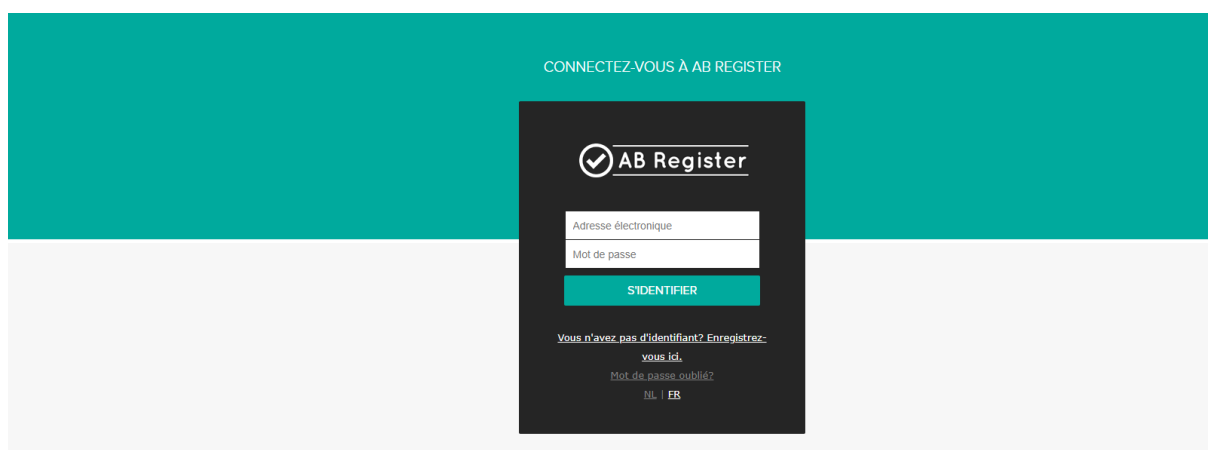 CONNECTEZ-VOUS À AB REGISTER
AB Register
Adresse électronique
Mot de passe
S'IDENTIFIER
Vous n'avez pas d'identifiant? Enregistrez-
vous ici.
Mot de passe oublié?
NL | FR